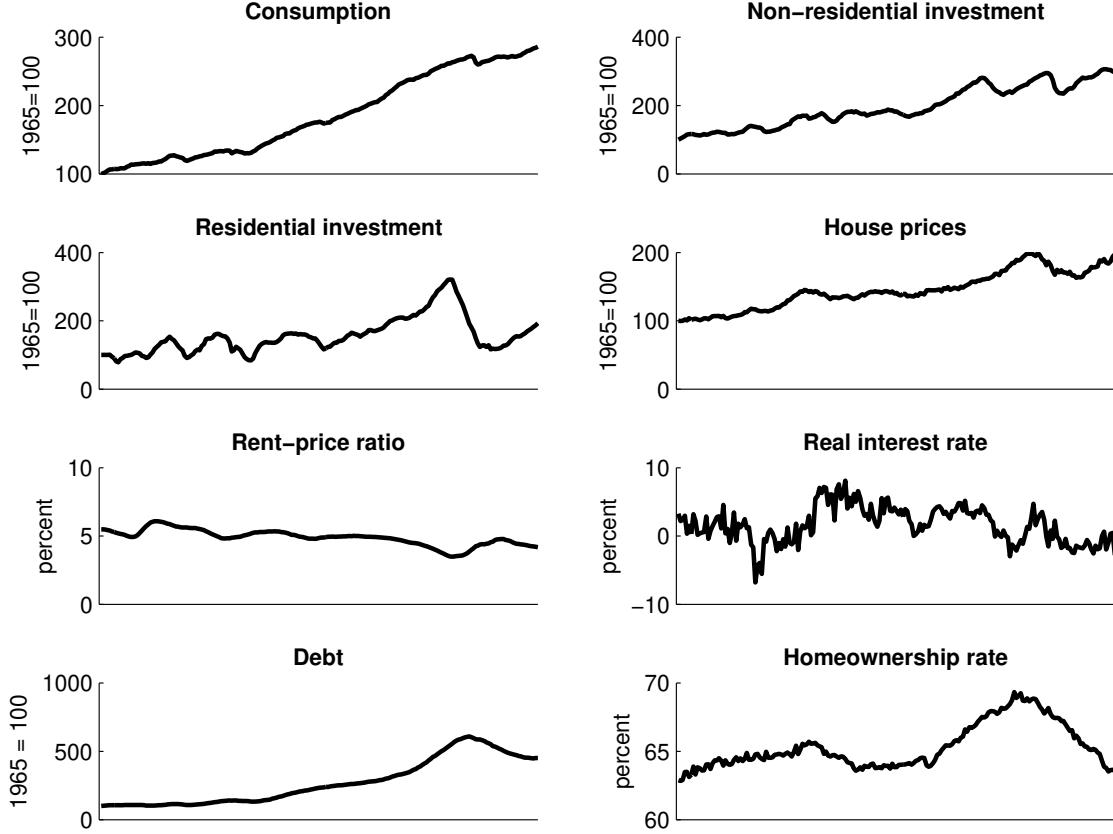 Consumption
300
200
100
1965=100
Non−residential investment
400
200
0
1965=100
Residential investment
400
200
0
1965=100
House prices
200
100
0
1965=100
Rent−price ratio
10
5
0
percent
Real interest rate
10
0
−10
percent
Debt
1000
500
0
1965 = 100
Homeownership rate
70
65
60
percent